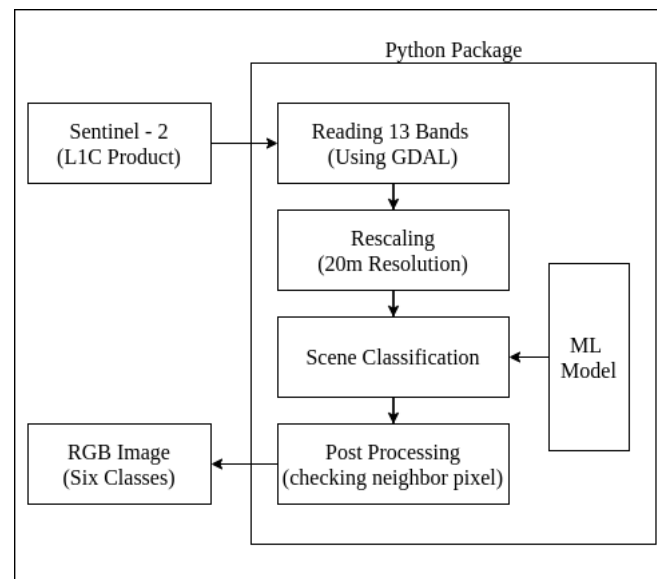 Python Package
Sentinel - 2
(L1C Product)
Reading 13 Bands
(Using GDAL)
Rescaling
(20m Resolution)
Scene Classification
ML
Model
Post Processing
(checking neighbor pixel)
RGB Image
(Six Classes)